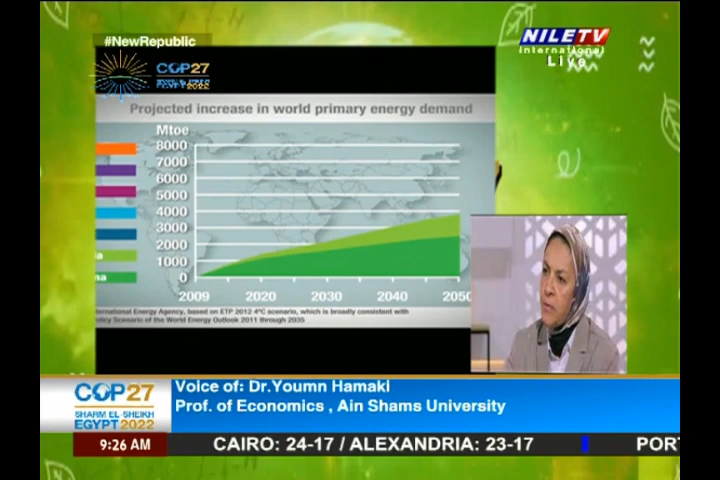 #NewRepublic
NILETV
International
Live
COP27
EGYPT 2022
Projected increase in world primary energy demand
Mtoe
8000
7000
6000
5000
4000
3000
2000
1000
0
2009
2020
2030
2040
2050
International Energy Agency, based on ETP 2012 4°C scenario, which is broadly consistent with
Policy Scenario of the World Energy Outlook 2011 through 2035
COP27
SHARM EL-SHEIKH
EGYPT 2022
Voice of: Dr.Youmn Hamaki
Prof. of Economics , Ain Shams University
9:26 AM
CAIRO: 24-17 / ALEXANDRIA: 23-17
POR